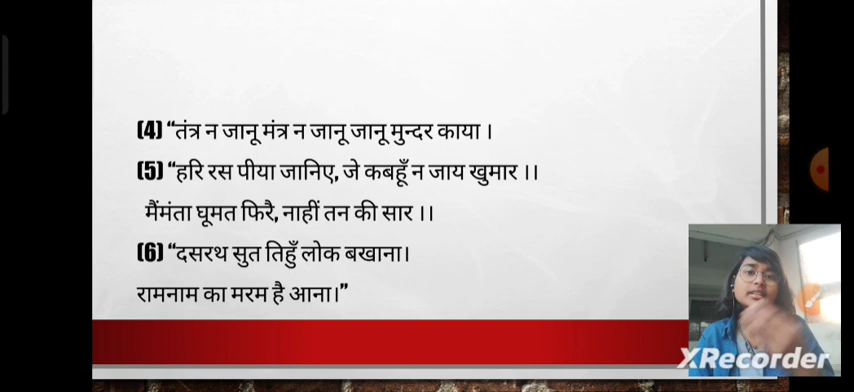 (4) “तंत्र न जानू मंत्र न जानू जानू मुन्दर काया ।
(5) “हरि रस पीया जानिए, जे कबहूँ न जाय खुमार ।।
मैंमंता घूमत फिरै, नाहीं तन की सार ।।
(6) “दसरथ सुत तिहुँ लोक बखाना।
रामनाम का मरम है आना।”
XRecorder